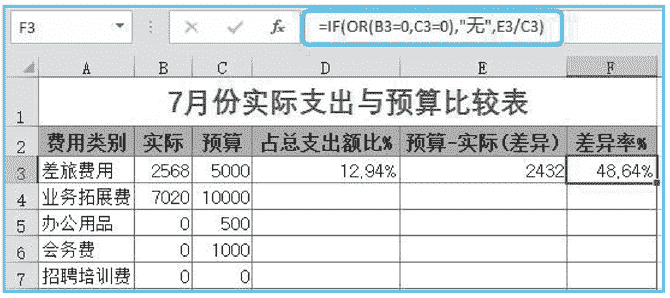 F3 fx =IF(OR(B3=0,C3=0),"无",E3/C3)
A B C D E F
1 7月份实际支出与预算比较表
2 费用类别 实际 预算 占总支出额比% 预算-实际(差异) 差异率%
3 差旅费用 2568 5000 12.94% 2432 48.64%
4 业务拓展费 7020 10000
5 办公用品 0 500
6 会务费 0 1000
7 招聘培训费 0 0